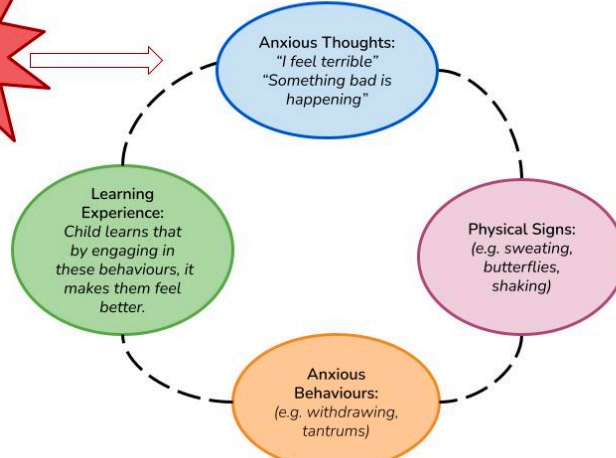 Anxious Thoughts:
“I feel terrible”
“Something bad is
happening”
Learning
Experience:
Child learns that
by engaging in
these behaviours, it
makes them feel
better.
Physical Signs:
(e.g. sweating,
butterflies,
shaking)
Anxious
Behaviours:
(e.g. withdrawing,
tantrums)